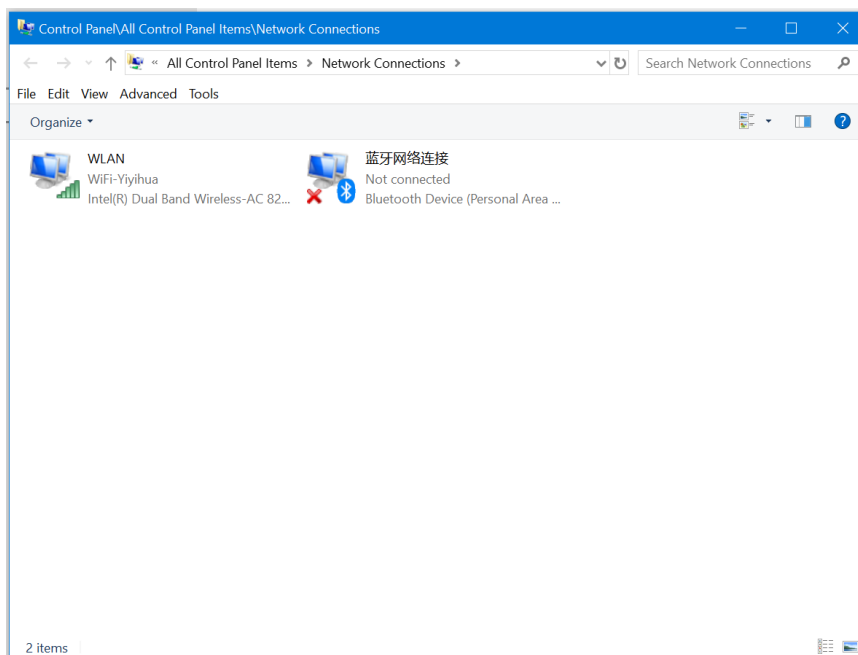 Control Panel\All Control Panel Items\Network Connections
« All Control Panel Items > Network Connections >
Search Network Connections
File Edit View Advanced Tools
Organize
?
WLAN
WiFi-Yiyihua
Intel(R) Dual Band Wireless-AC 82...
蓝牙网络连接
Not connected
Bluetooth Device (Personal Area ...
2 items